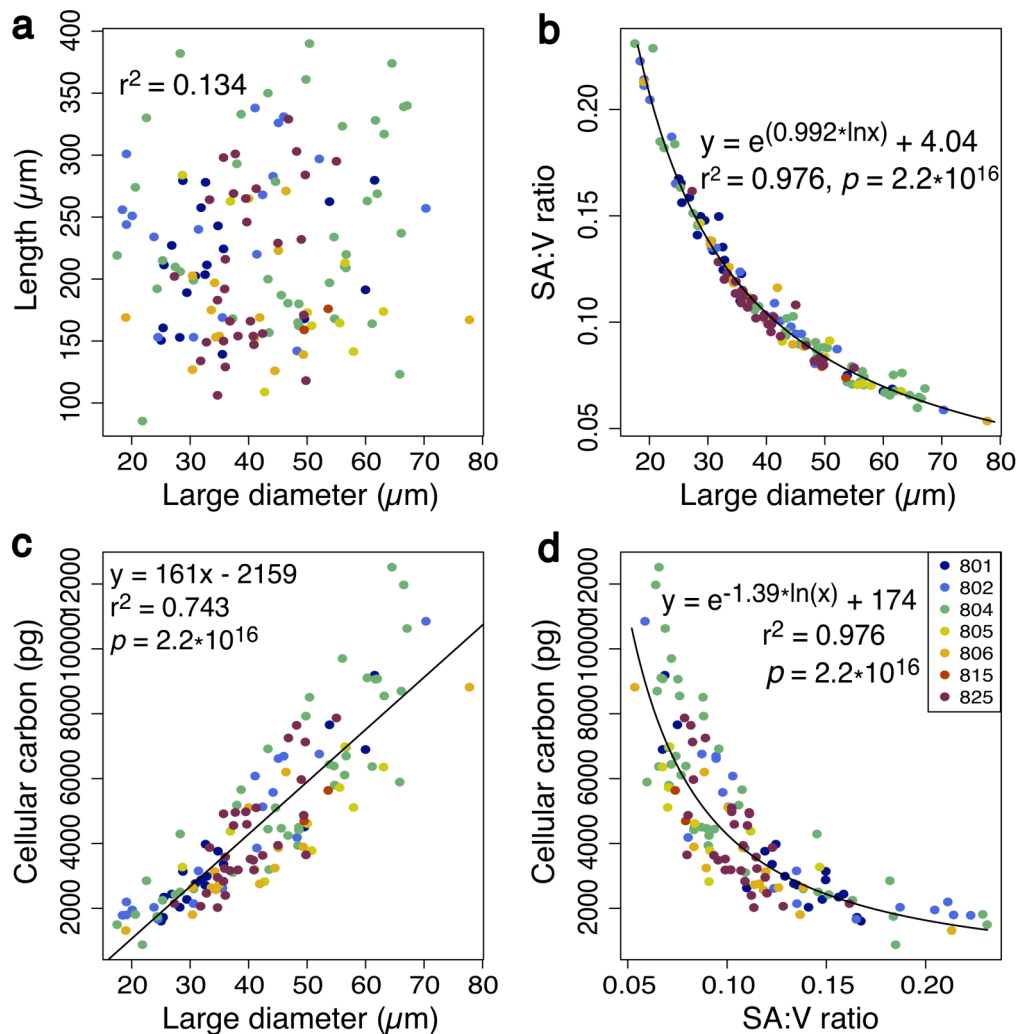 a
r² = 0.134
400
350
300
250
200
150
100
Length (µm)
20 30 40 50 60 70 80
Large diameter (µm)
b
y = e^(0.992*lnx) + 4.04
r² = 0.976, p = 2.2*10^16
0.20
0.15
0.10
0.05
SA:V ratio
20 30 40 50 60 70 80
Large diameter (µm)
c
y = 161x - 2159
r² = 0.743
p = 2.2*10^16
12000
10000
8000
6000
4000
2000
Cellular carbon (pg)
20 30 40 50 60 70 80
Large diameter (µm)
d
y = e^-1.39*ln(x) + 174
r² = 0.976
p = 2.2*10^16
801
802
804
805
806
815
825
12000
10000
8000
6000
4000
2000
Cellular carbon (pg)
0.05 0.10 0.15 0.20
SA:V ratio